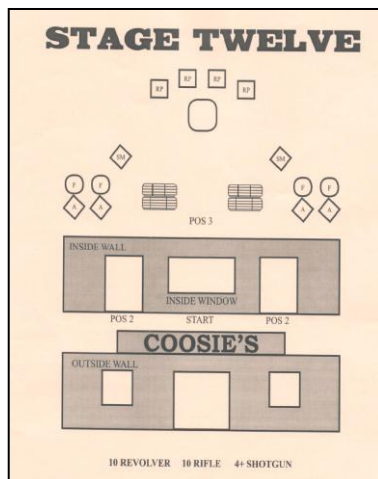 STAGE TWELVE
RP RP RP RP
SM SM
F F F F
A A A A
POS 3
INSIDE WALL
INSIDE WINDOW
POS 2 START POS 2
COOSIE'S
OUTSIDE WALL
10 REVOLVER 10 RIFLE 4+ SHOTGUN